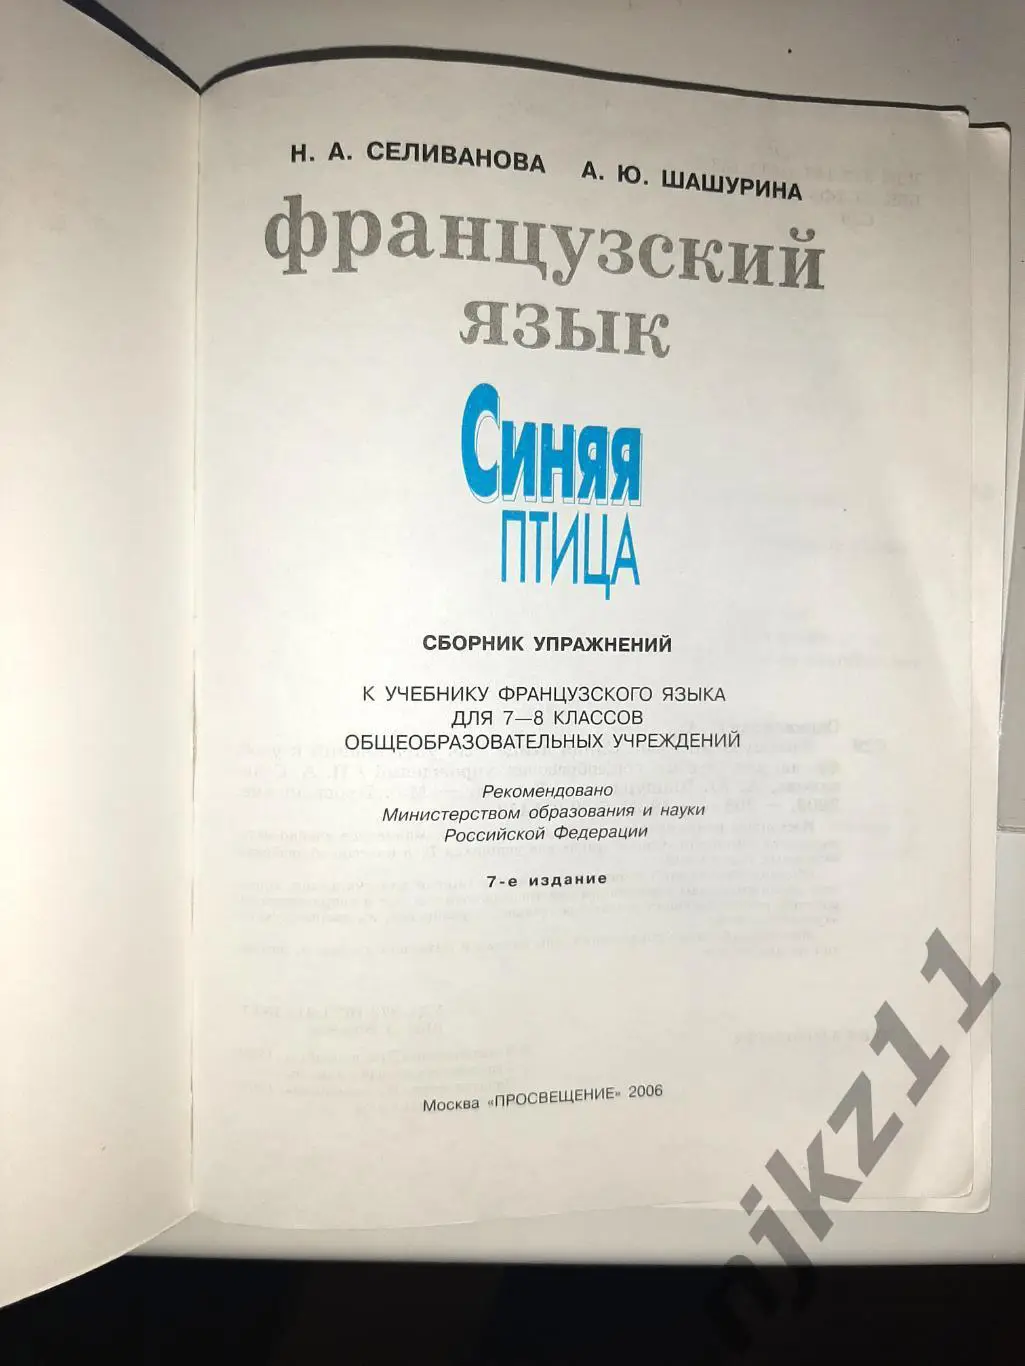 Н. А. СЕЛИВАНОВА А. Ю. ШАШУРИНА
французский
язык
Синяя
ПТИЦА
СБОРНИК УПРАЖНЕНИЙ
К УЧЕБНИКУ ФРАНЦУЗСКОГО ЯЗЫКА
ДЛЯ 7—8 КЛАССОВ
ОБЩЕОБРАЗОВАТЕЛЬНЫХ УЧРЕЖДЕНИЙ
Рекомендовано
Министерством образования и науки
Российской Федерации
7-е издание
Москва «ПРОСВЕЩЕНИЕ» 2006
njkz11